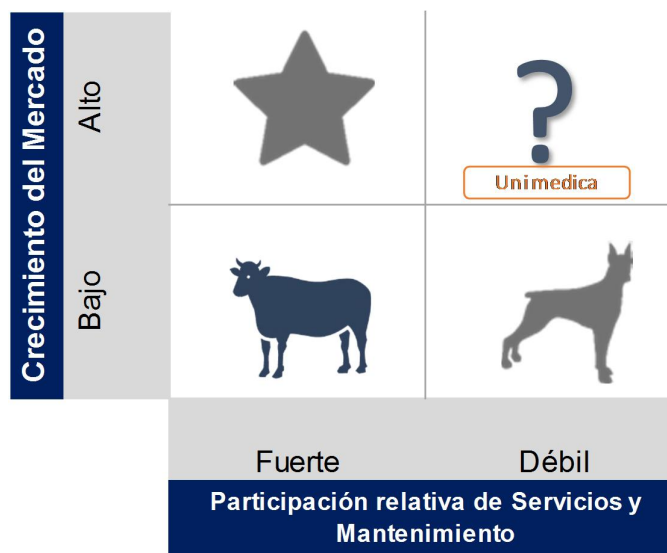 Crecimiento del Mercado
Alto
Bajo
?
Unimedica
Fuerte
Débil
Participación relativa de Servicios y
Mantenimiento